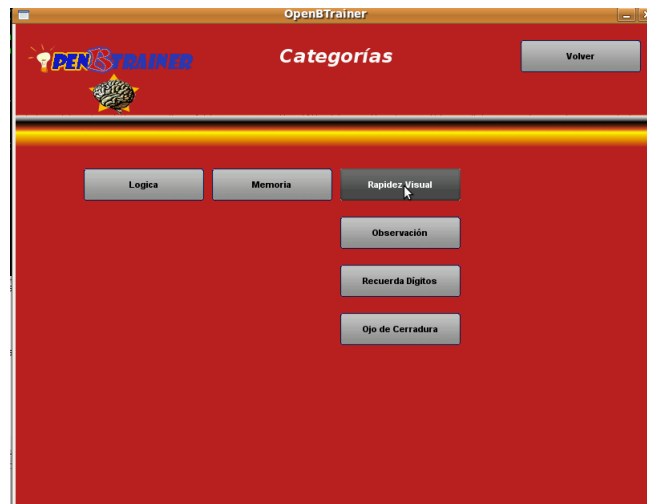 OpenBTrainer
OPENBTRAINER
Categorías
Volver
Logica
Memoria
Rapidez Visual
Observación
Recuerda Dígitos
Ojo de Cerradura